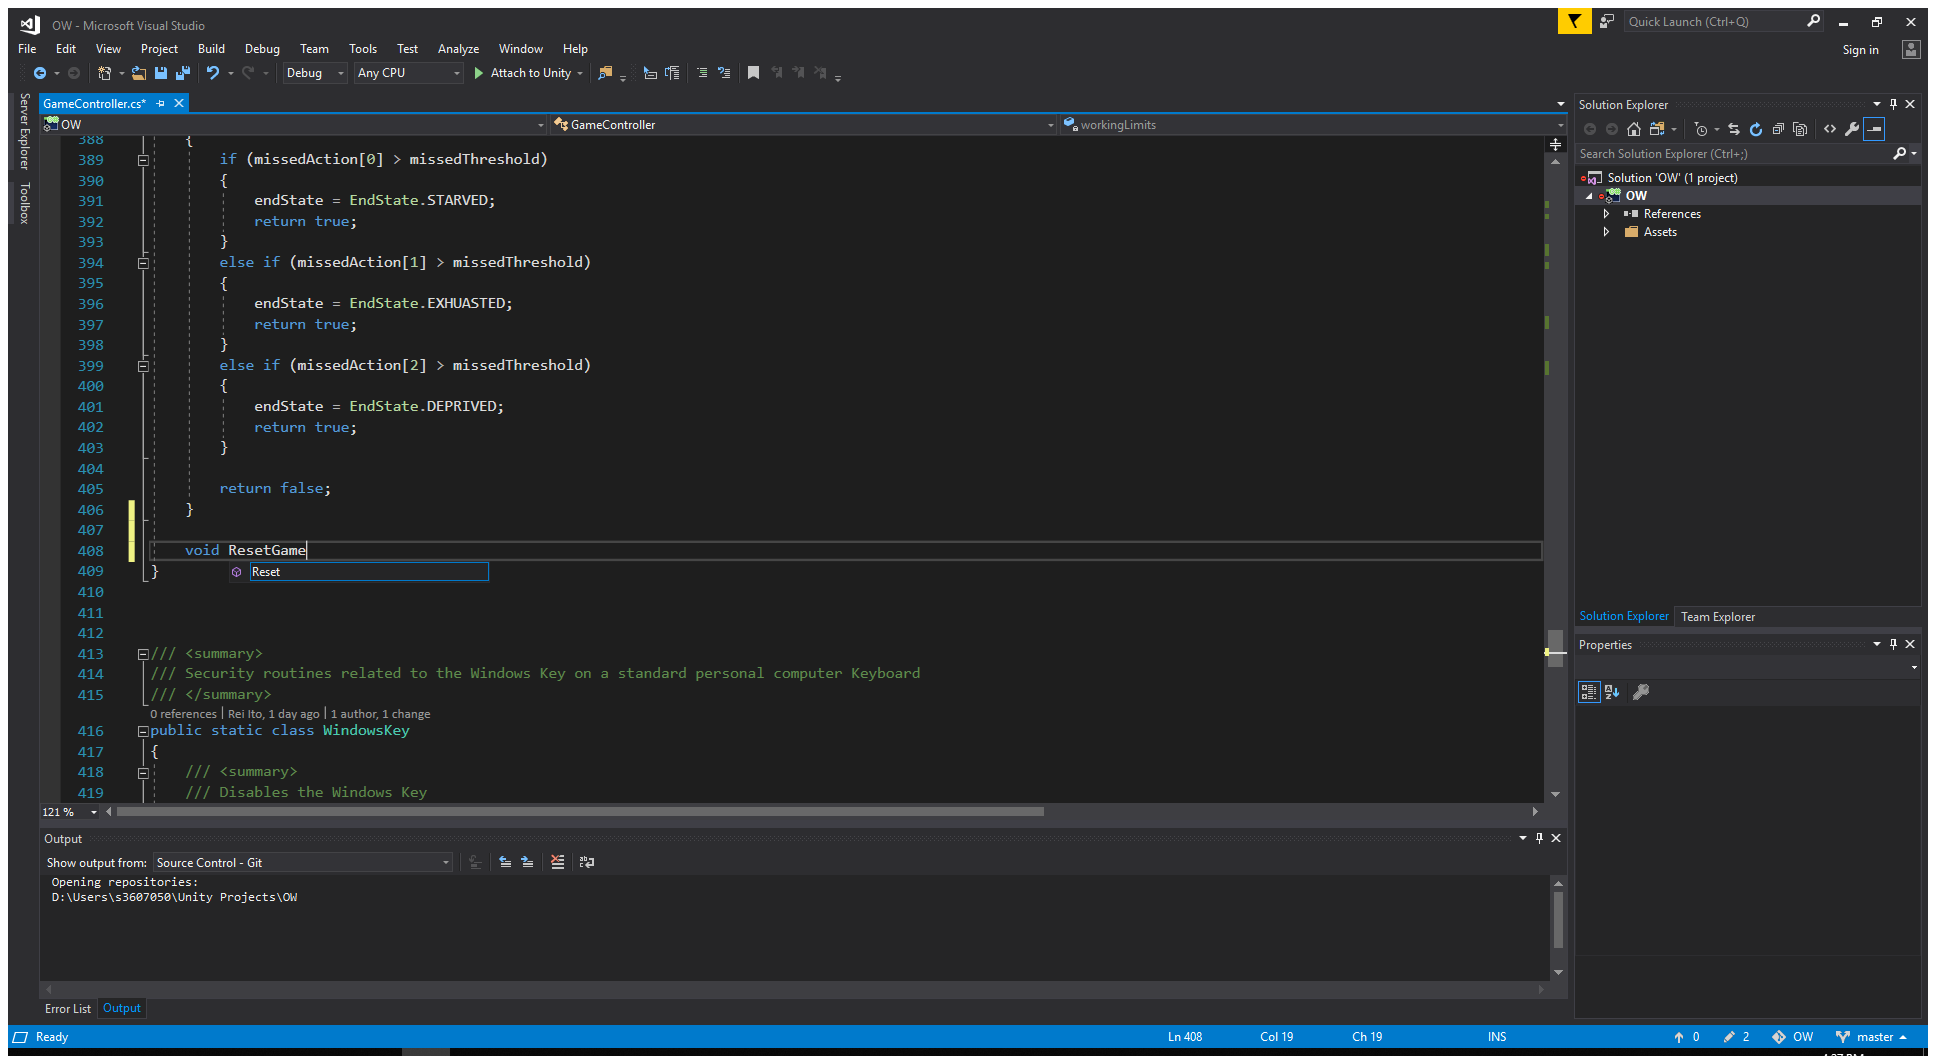 OW - Microsoft Visual Studio
Quick Launch (Ctrl+Q)
File Edit View Project Build Debug Team Tools Test Analyze Window Help
Sign in
Debug Any CPU Attach to Unity
Server Explorer
Toolbox
GameController.cs*
OW GameController workingLimits
388 {
389 if (missedAction[0] > missedThreshold)
390 {
391 endState = EndState.STARVED;
392 return true;
393 }
394 else if (missedAction[1] > missedThreshold)
395 {
396 endState = EndState.EXHUASTED;
397 return true;
398 }
399 else if (missedAction[2] > missedThreshold)
400 {
401 endState = EndState.DEPRIVED;
402 return true;
403 }
404
405 return false;
406 }
407
408 void ResetGame
409 }
Reset
410
411
412
413 /// <summary>
414 /// Security routines related to the Windows Key on a standard personal computer Keyboard
415 /// </summary>
0 references | Rei Ito, 1 day ago | 1 author, 1 change
416 public static class WindowsKey
417 {
418 /// <summary>
419 /// Disables the Windows Key
121 %
Output
Show output from: Source Control - Git
Opening repositories:
D:\Users\s3607050\Unity Projects\OW
Error List Output
Solution Explorer
Search Solution Explorer (Ctrl+;)
Solution 'OW' (1 project)
OW
References
Assets
Solution Explorer Team Explorer
Properties
Ready Ln 408 Col 19 Ch 19 INS 0 2 OW master